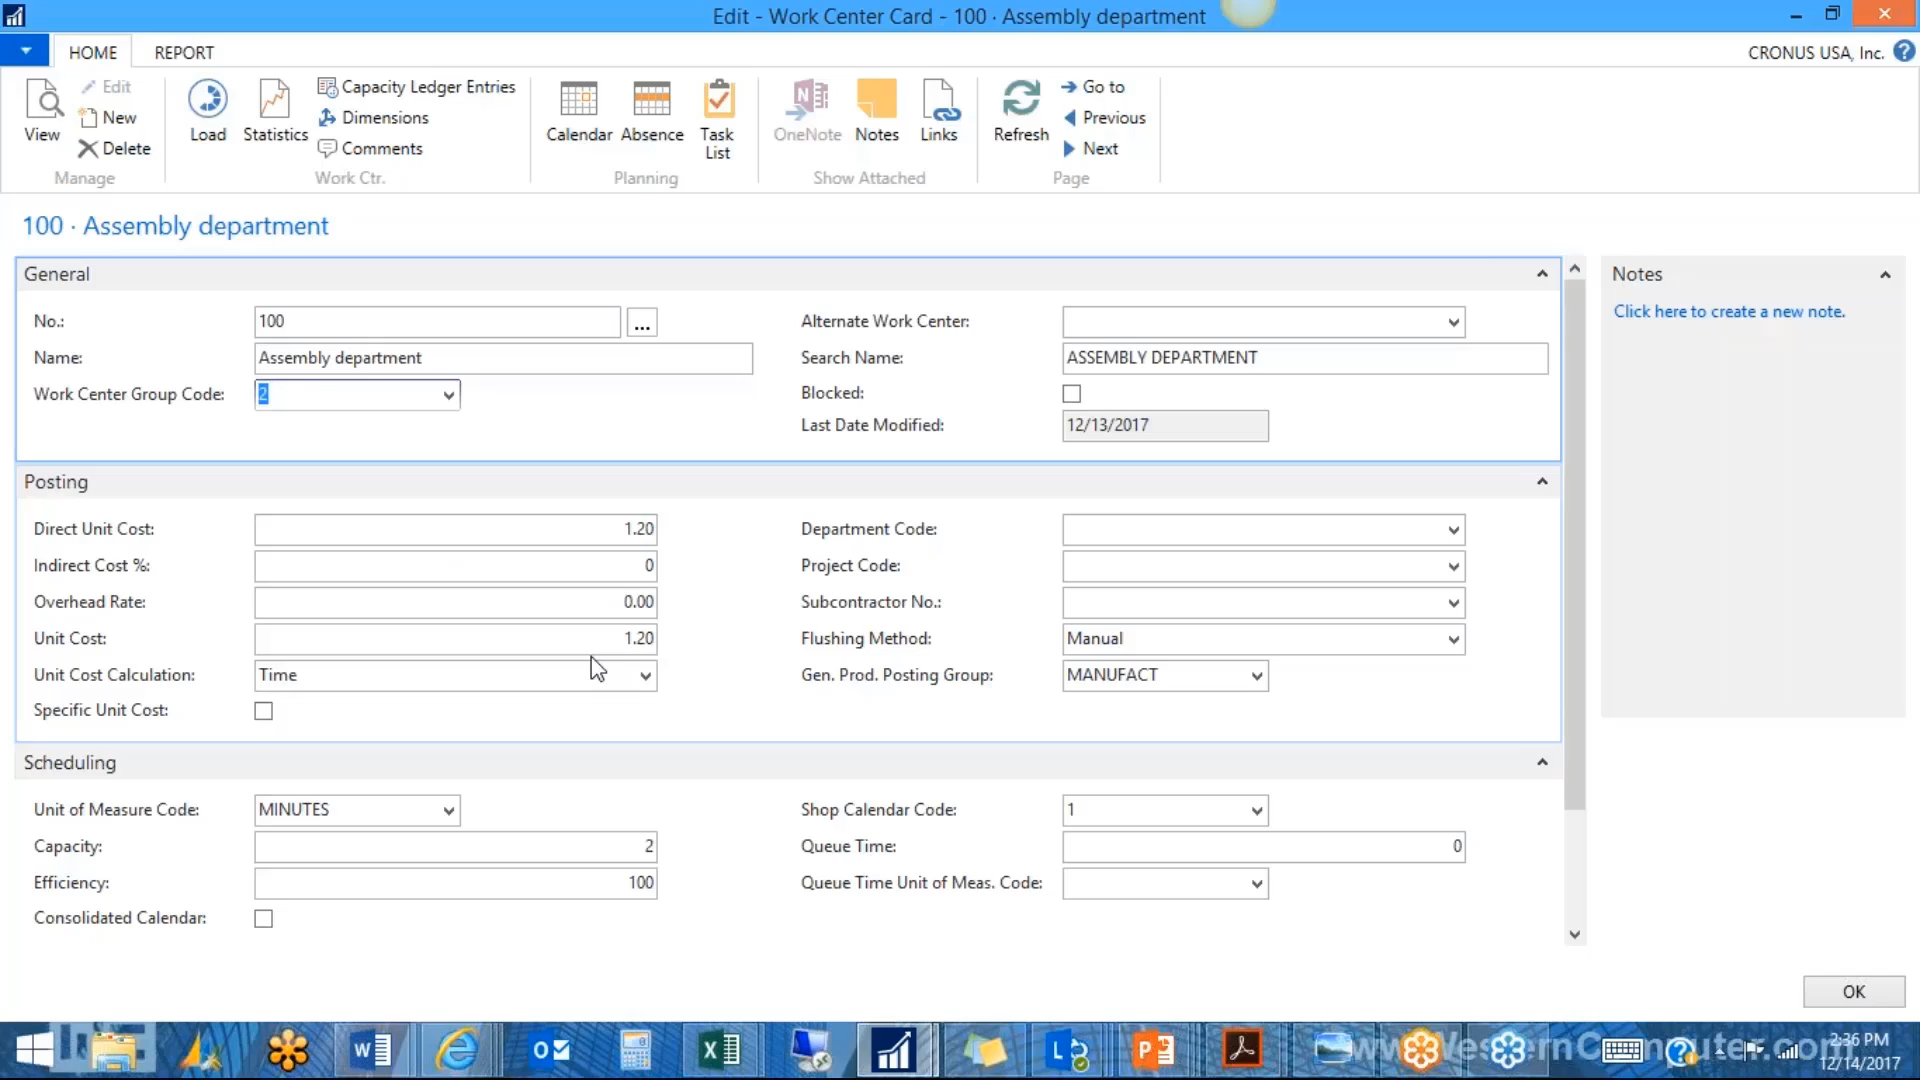 Edit - Work Center Card - 100 · Assembly department
HOME REPORT CRONUS USA, Inc. ?
View Edit New Delete Manage
Load Statistics Capacity Ledger Entries Dimensions Comments Work Ctr.
Calendar Absence Task List Planning
OneNote Notes Links Show Attached
Refresh Go to Previous Next Page
100 · Assembly department
General
No.: 100 ... Alternate Work Center:
Name: Assembly department Search Name: ASSEMBLY DEPARTMENT
Work Center Group Code: 2 Blocked:
Last Date Modified: 12/13/2017
Posting
Direct Unit Cost: 1.20 Department Code:
Indirect Cost %: 0 Project Code:
Overhead Rate: 0.00 Subcontractor No.:
Unit Cost: 1.20 Flushing Method: Manual
Unit Cost Calculation: Time Gen. Prod. Posting Group: MANUFACT
Specific Unit Cost:
Scheduling
Unit of Measure Code: MINUTES Shop Calendar Code: 1
Capacity: 2 Queue Time: 0
Efficiency: 100 Queue Time Unit of Meas. Code:
Consolidated Calendar:
Notes
Click here to create a new note.
OK
2:36 PM
12/14/2017